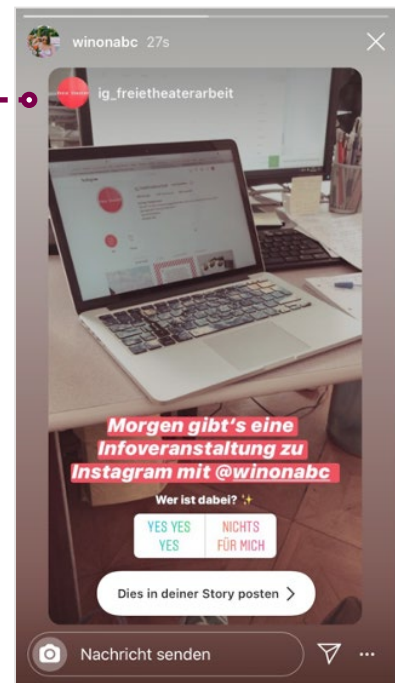 winonabc 27s
ig_freietheaterarbeit
Morgen gibt's eine
Infoveranstaltung zu
Instagram mit @winonabc
Wer ist dabei? ✨
YES YES
YES
NICHTS
FÜR MICH
Dies in deiner Story posten
Nachricht senden